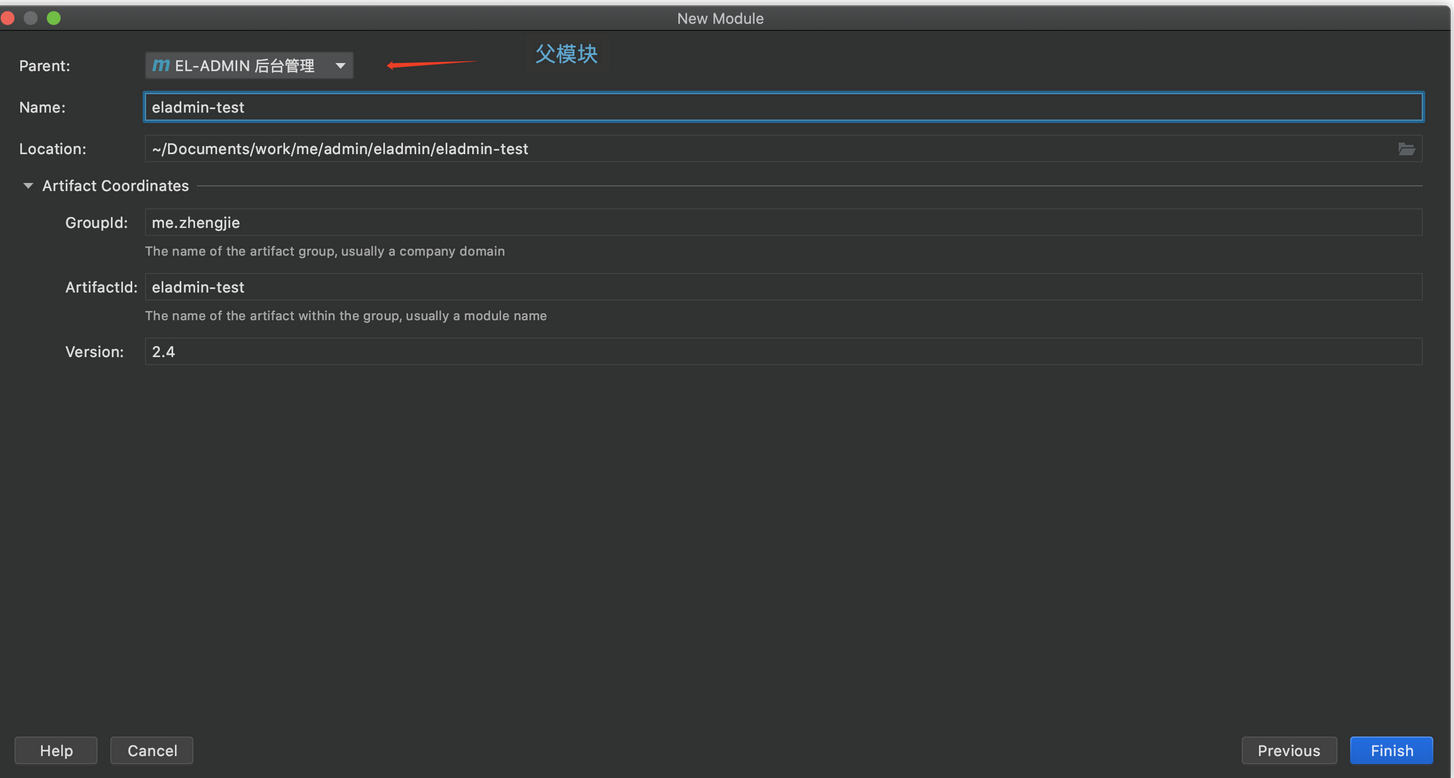 New Module
Parent: m EL-ADMIN 后台管理 父模块
Name: eladmin-test
Location: ~/Documents/work/me/admin/eladmin/eladmin-test
Artifact Coordinates
GroupId: me.zhengjie
The name of the artifact group, usually a company domain
ArtifactId: eladmin-test
The name of the artifact within the group, usually a module name
Version: 2.4
Help Cancel Previous Finish